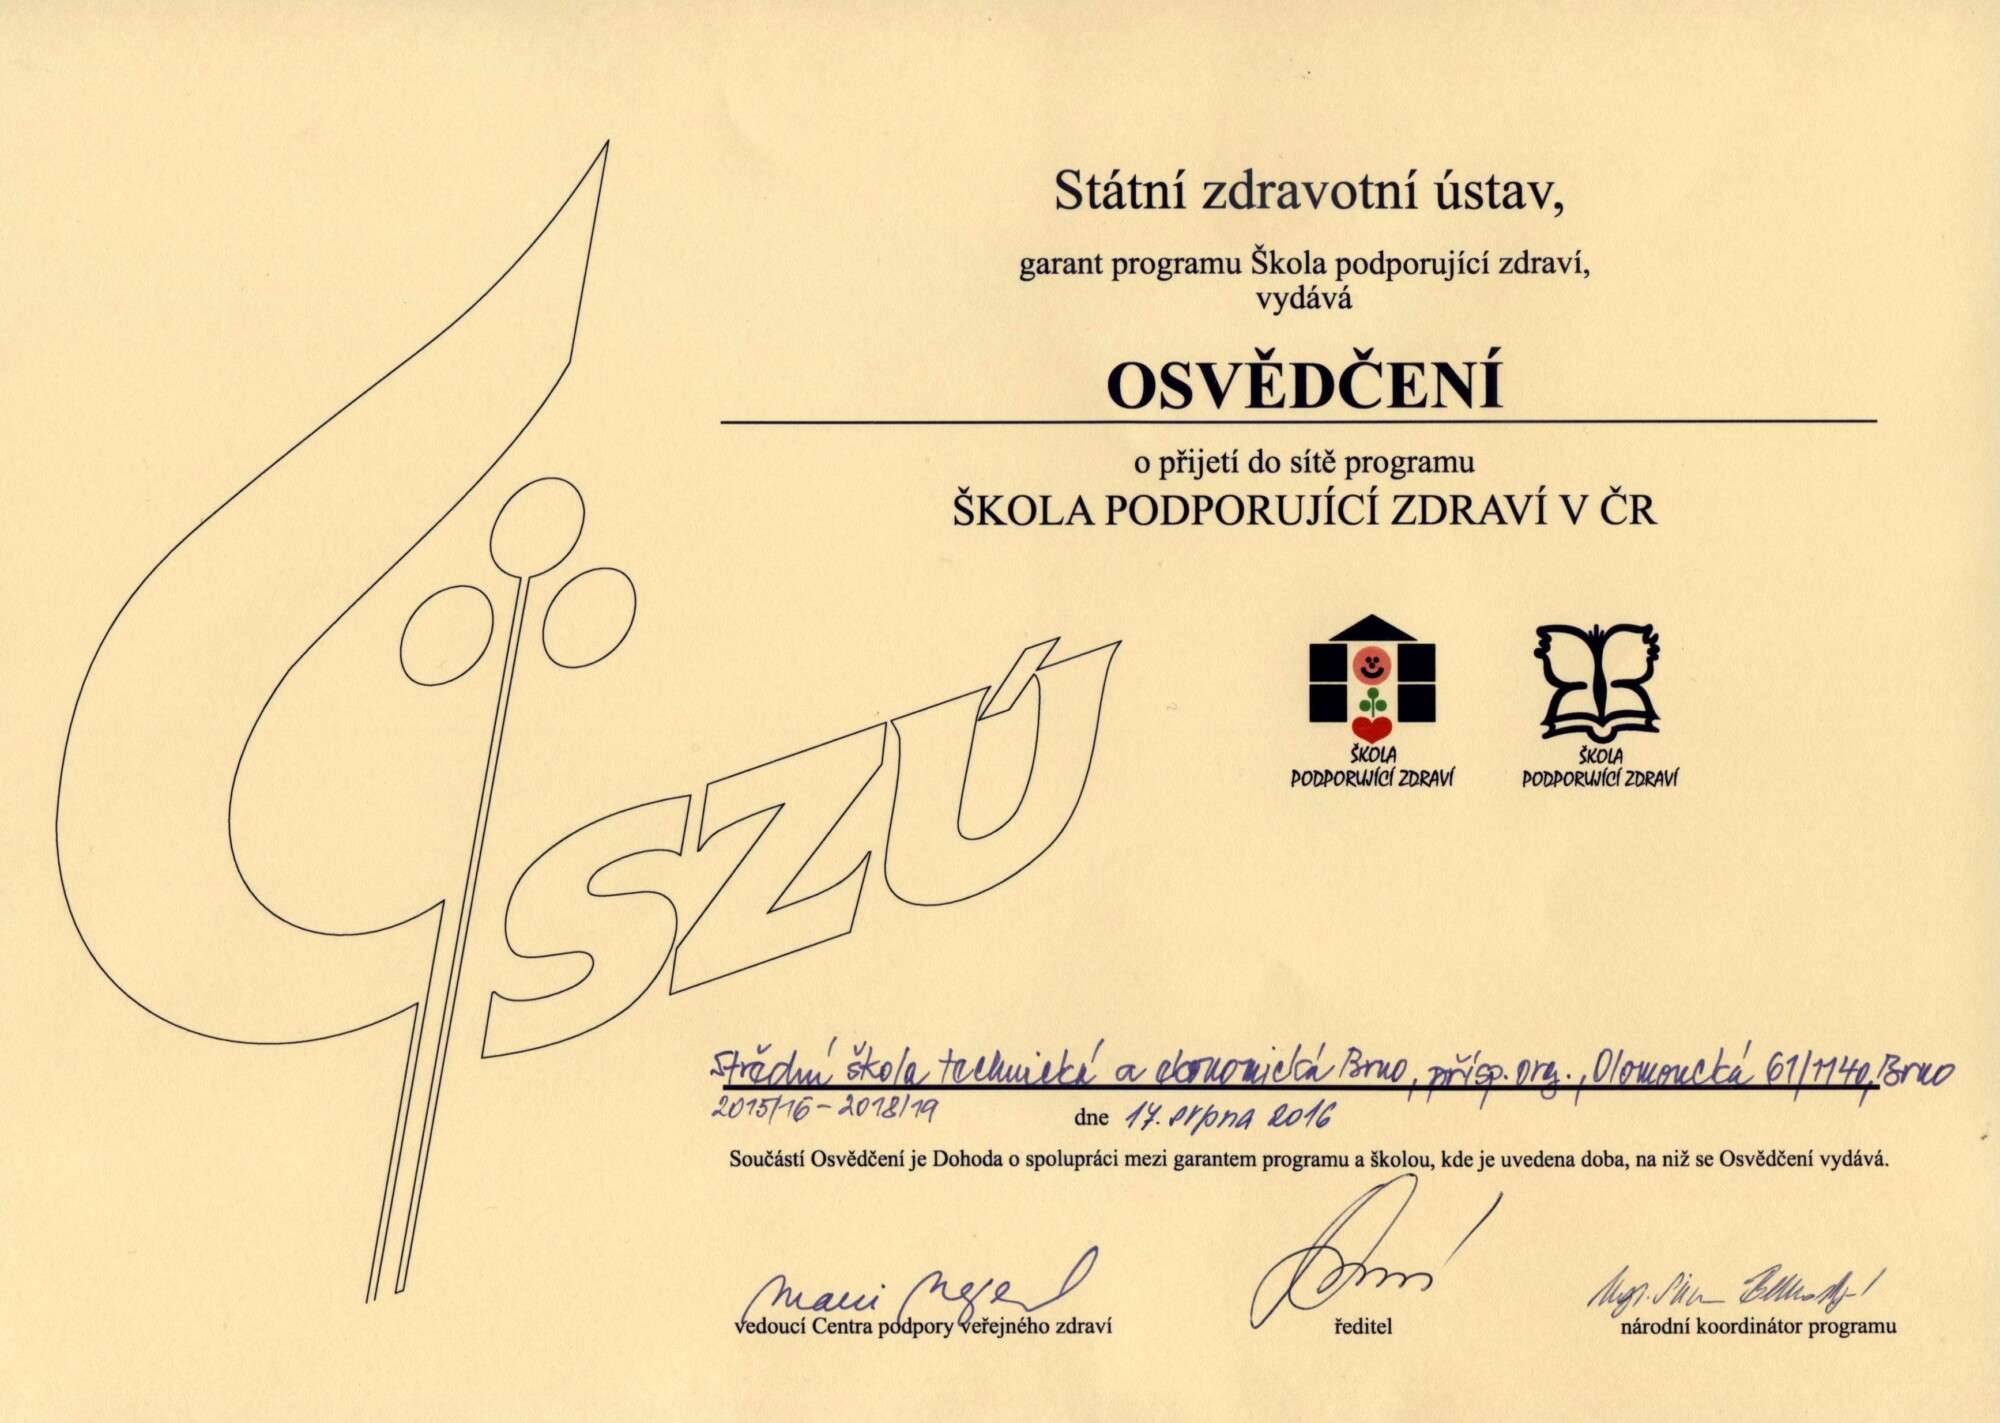 Státní zdravotní ústav,
garant programu Škola podporující zdraví,
vydává
OSVĚDČENÍ
o přijetí do sítě programu
ŠKOLA PODPORUJÍCÍ ZDRAVÍ V ČR
ŠKOLA
PODPORUJÍCÍ ZDRAVÍ
ŠKOLA
PODPORUJÍCÍ ZDRAVÍ
SZÚ
Střední škola technická a ekonomická Brno, přísp. org., Olomoucká 61/1140, Brno
2015/16 - 2018/19
dne 17. srpna 2016
Součástí Osvědčení je Dohoda o spolupráci mezi garantem programu a školou, kde je uvedena doba, na niž se Osvědčení vydává.
Mgr.
vedoucí Centra podpory veřejného zdraví
ředitel
národní koordinátor programu